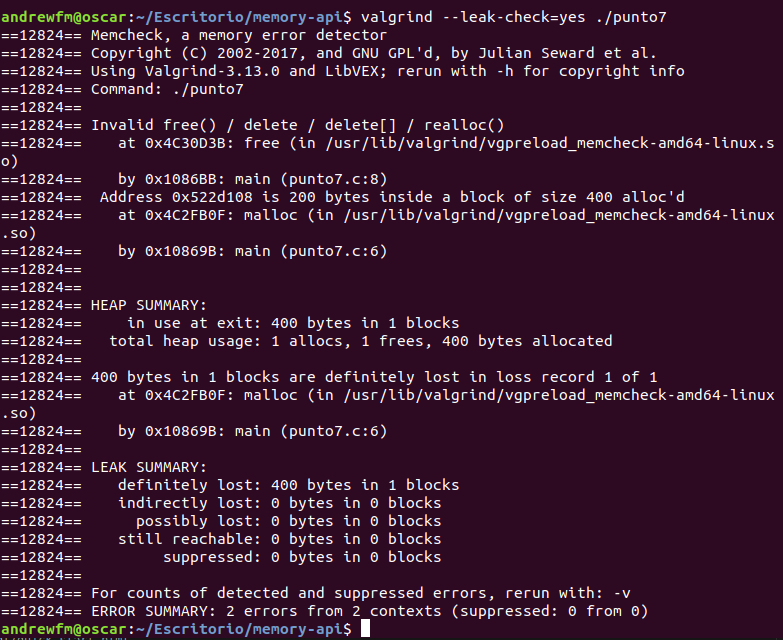 andrewfm@oscar:~/Escritorio/memory-api$ valgrind --leak-check=yes ./punto7
==12824== Memcheck, a memory error detector
==12824== Copyright (C) 2002-2017, and GNU GPL'd, by Julian Seward et al.
==12824== Using Valgrind-3.13.0 and LibVEX; rerun with -h for copyright info
==12824== Command: ./punto7
==12824==
==12824== Invalid free() / delete / delete[] / realloc()
==12824==    at 0x4C30D3B: free (in /usr/lib/valgrind/vgpreload_memcheck-amd64-linux.s
o)
==12824==    by 0x1086BB: main (punto7.c:8)
==12824==  Address 0x522d108 is 200 bytes inside a block of size 400 alloc'd
==12824==    at 0x4C2FB0F: malloc (in /usr/lib/valgrind/vgpreload_memcheck-amd64-linux
.so)
==12824==    by 0x10869B: main (punto7.c:6)
==12824==
==12824==
==12824== HEAP SUMMARY:
==12824==     in use at exit: 400 bytes in 1 blocks
==12824==   total heap usage: 1 allocs, 1 frees, 400 bytes allocated
==12824==
==12824== 400 bytes in 1 blocks are definitely lost in loss record 1 of 1
==12824==    at 0x4C2FB0F: malloc (in /usr/lib/valgrind/vgpreload_memcheck-amd64-linux
.so)
==12824==    by 0x10869B: main (punto7.c:6)
==12824==
==12824== LEAK SUMMARY:
==12824==    definitely lost: 400 bytes in 1 blocks
==12824==    indirectly lost: 0 bytes in 0 blocks
==12824==      possibly lost: 0 bytes in 0 blocks
==12824==    still reachable: 0 bytes in 0 blocks
==12824==         suppressed: 0 bytes in 0 blocks
==12824==
==12824== For counts of detected and suppressed errors, rerun with: -v
==12824== ERROR SUMMARY: 2 errors from 2 contexts (suppressed: 0 from 0)
andrewfm@oscar:~/Escritorio/memory-api$